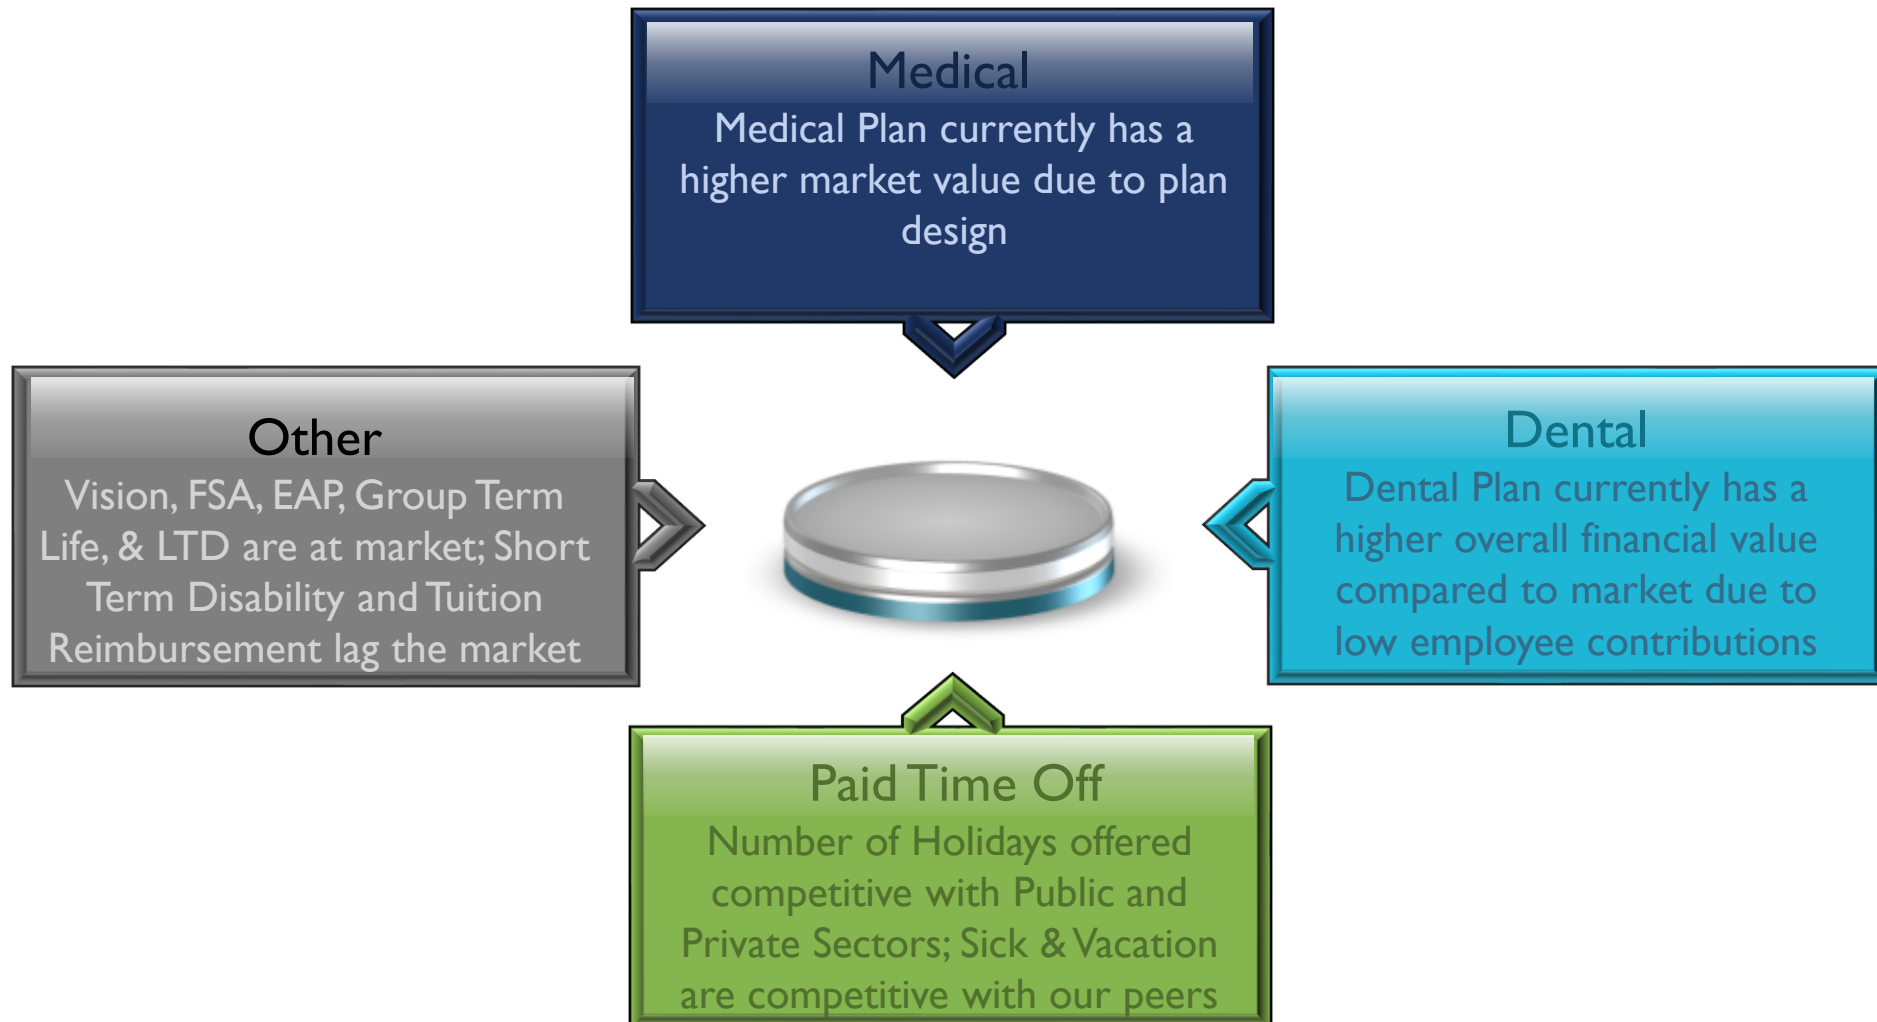 Medical
Medical Plan currently has a
higher market value due to plan
design
Other
Vision, FSA, EAP, Group Term
Life, & LTD are at market; Short
Term Disability and Tuition
Reimbursement lag the market
Dental
Dental Plan currently has a
higher overall financial value
compared to market due to
low employee contributions
Paid Time Off
Number of Holidays offered
competitive with Public and
Private Sectors; Sick & Vacation
are competitive with our peers